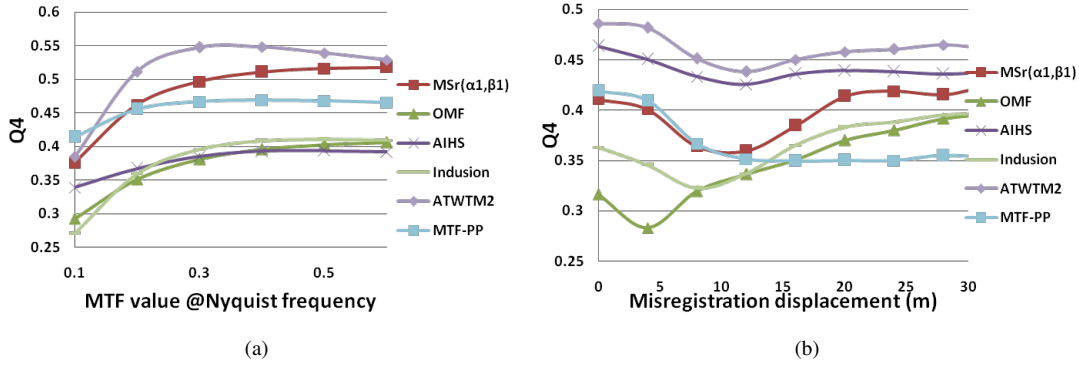 0.6
0.55
0.5
0.45
0.4
0.35
0.3
0.25
Q4
0.1
0.3
0.5
MTF value @Nyquist frequency
MSr(α1,β1)
OMF
AIHS
Indusion
ATWTM2
MTF-PP
(a)
0.5
0.45
0.4
0.35
0.3
0.25
Q4
0
5
10
15
20
25
30
Misregistration displacement (m)
MSr(α1,β1)
OMF
AIHS
Indusion
ATWTM2
MTF-PP
(b)